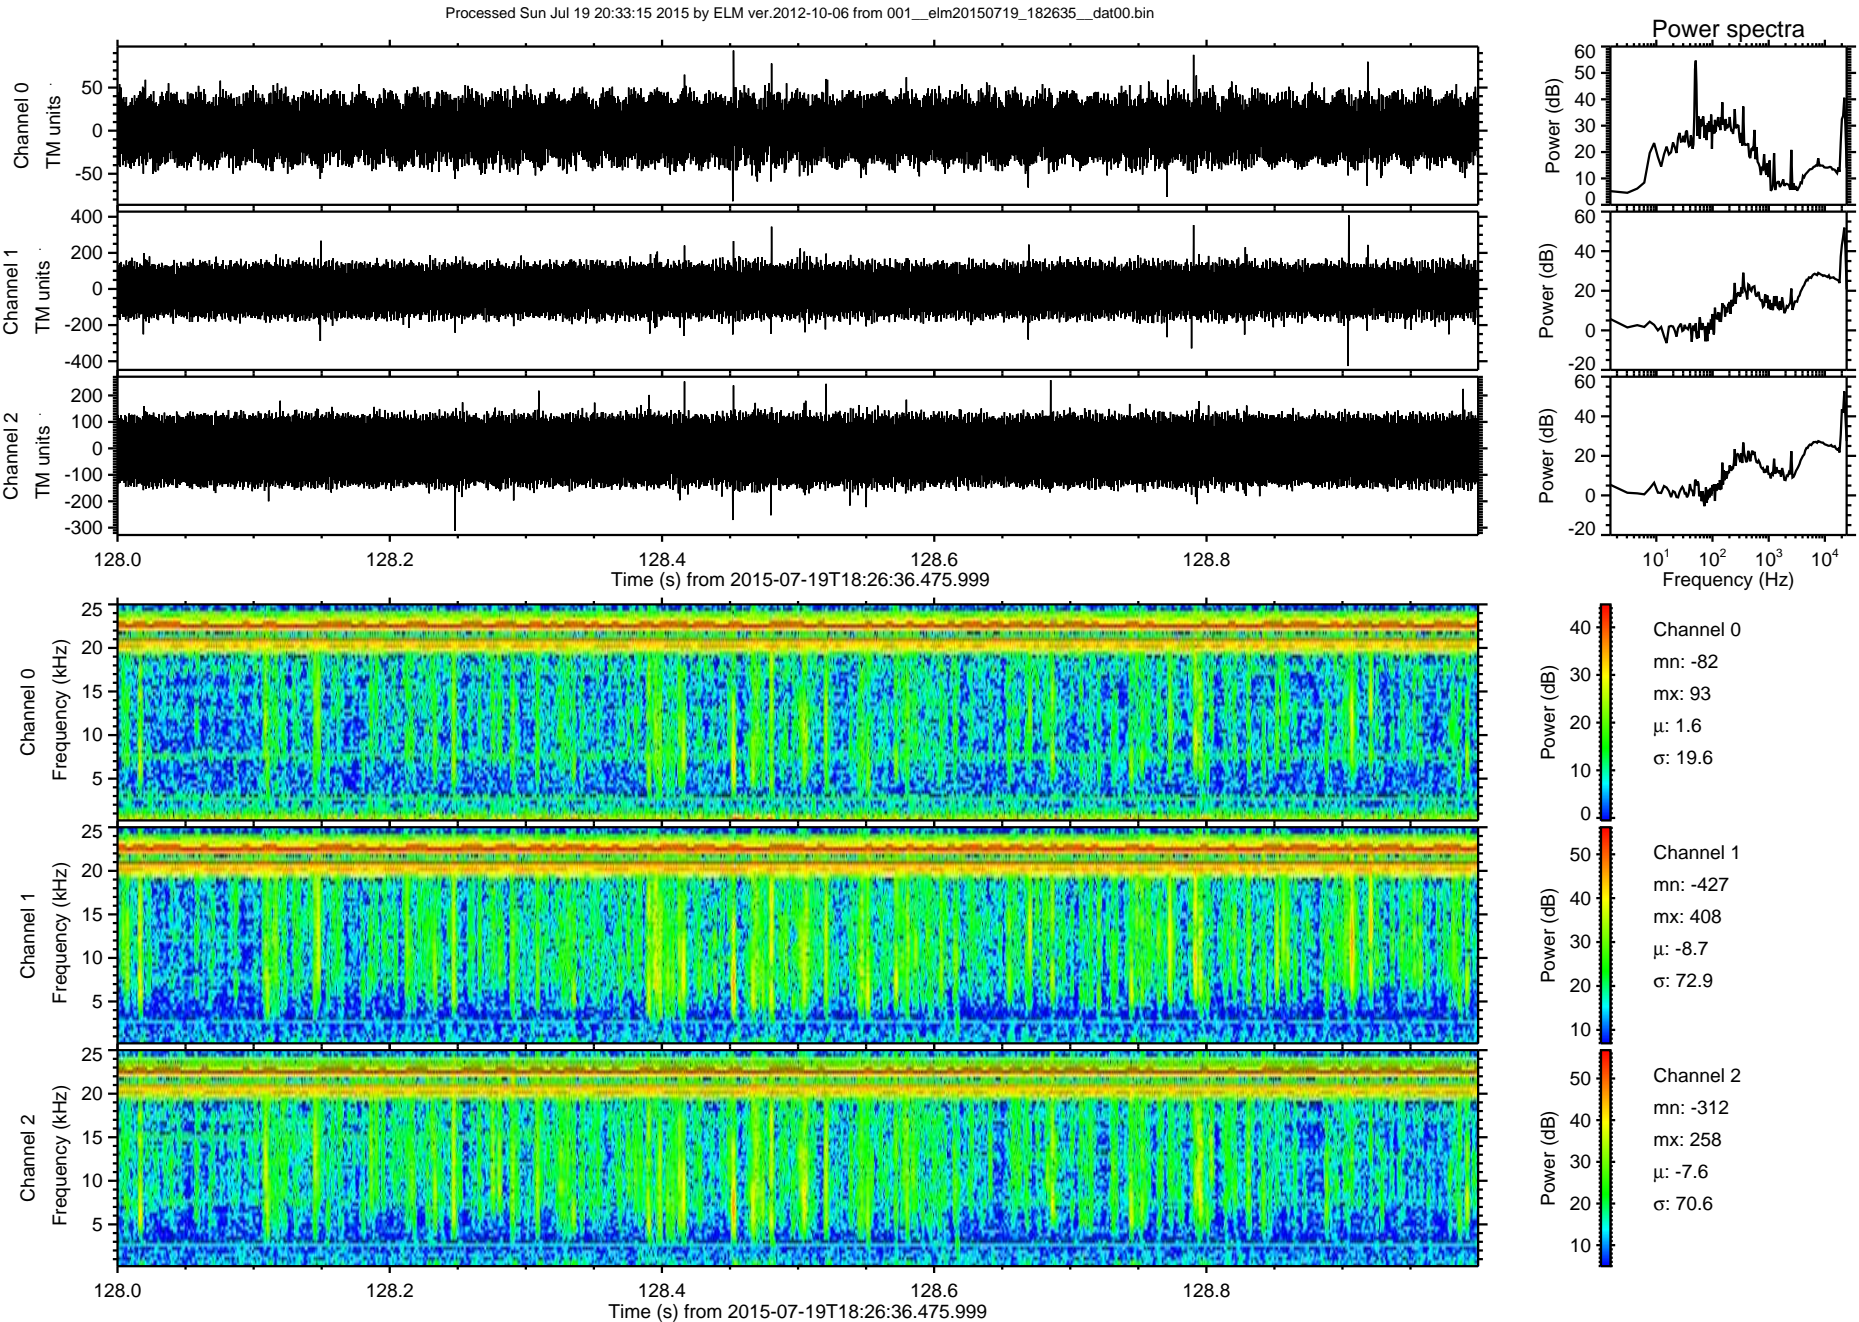 Processed Sun Jul 19 20:33:15 2015 by ELM ver.2012-10-06 from 001__elm20150719_182635__dat00.bin
Power spectra
Channel 0
TM units
50
0
-50
Power (dB)
60
50
40
30
20
10
0
Channel 1
TM units
400
200
0
-200
-400
Power (dB)
60
40
20
0
-20
Channel 2
TM units
200
100
0
-100
-200
-300
Power (dB)
60
40
20
0
-20
128.0 128.2 128.4 128.6 128.8
Time (s) from 2015-07-19T18:26:36.475.999
10^1 10^2 10^3 10^4
Frequency (Hz)
Channel 0
Frequency (kHz)
25
20
15
10
5
Power (dB)
40
30
20
10
0
Channel 0
mn: -82
mx: 93
μ: 1.6
σ: 19.6
Channel 1
Frequency (kHz)
25
20
15
10
5
Power (dB)
50
40
30
20
10
Channel 1
mn: -427
mx: 408
μ: -8.7
σ: 72.9
Channel 2
Frequency (kHz)
25
20
15
10
5
Power (dB)
50
40
30
20
10
Channel 2
mn: -312
mx: 258
μ: -7.6
σ: 70.6
128.0 128.2 128.4 128.6 128.8
Time (s) from 2015-07-19T18:26:36.475.999